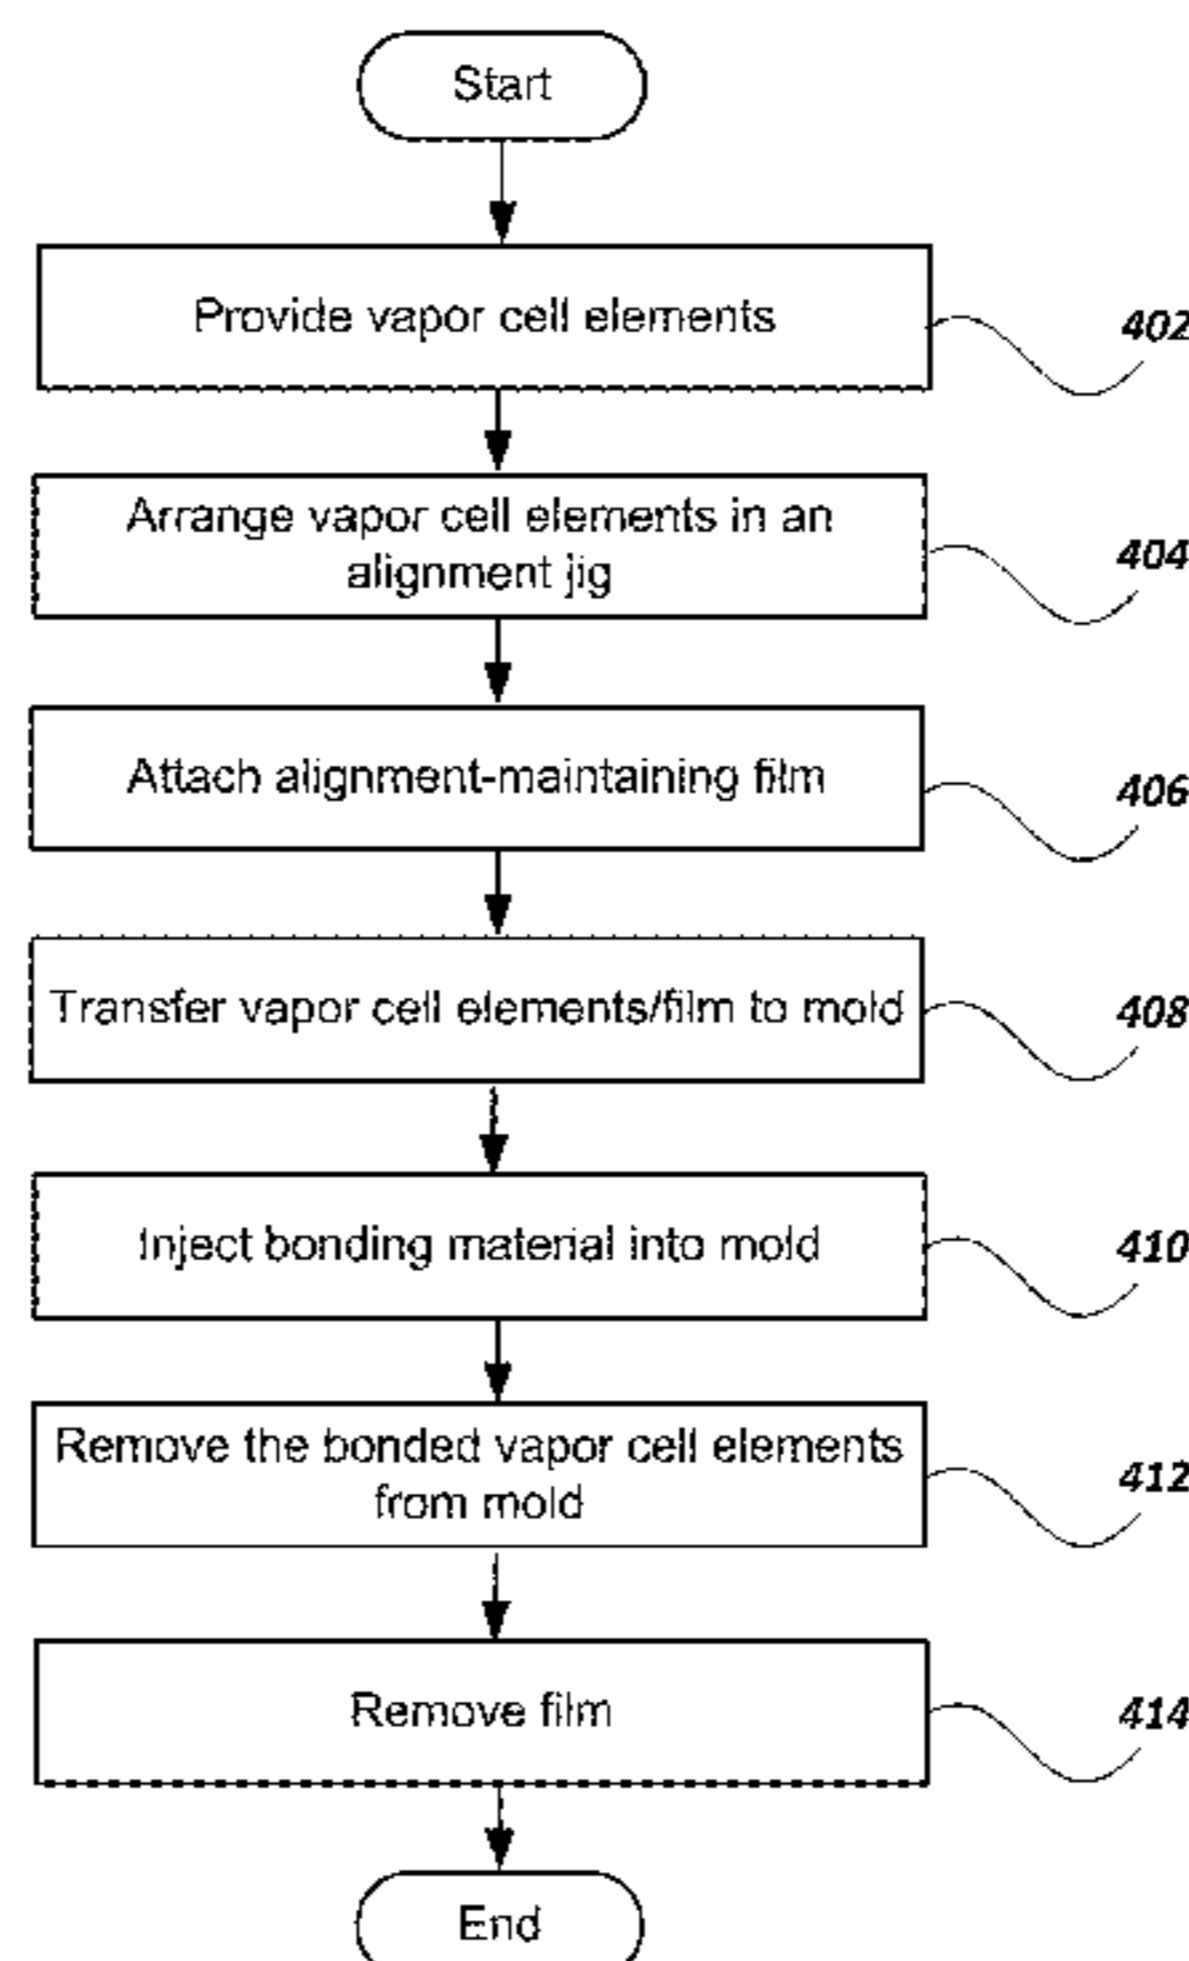 Start
Provide vapor cell elements
402
Arrange vapor cell elements in an
alignment jig
404
Attach alignment-maintaining film
406
Transfer vapor cell elements/film to mold
408
Inject bonding material into mold
410
Remove the bonded vapor cell elements
from mold
412
Remove film
414
End